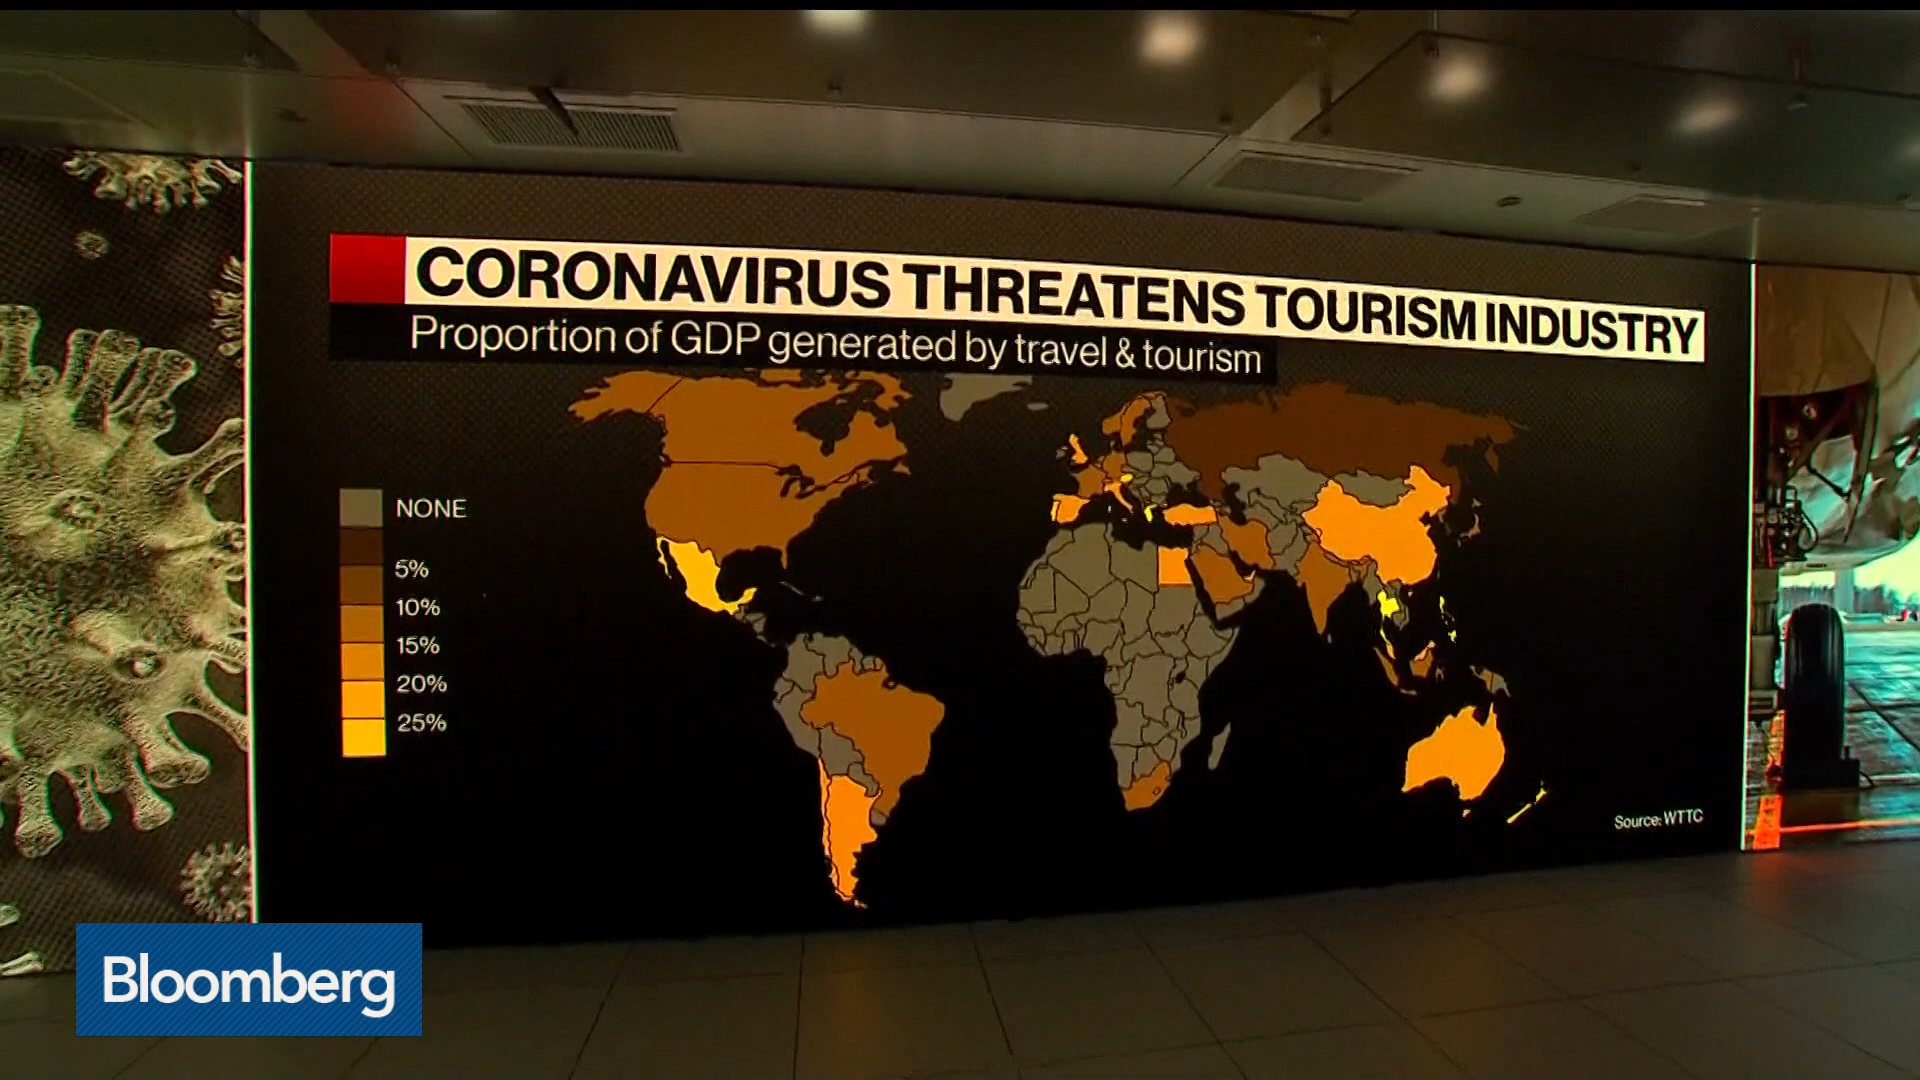 CORONAVIRUS THREATENS TOURISM INDUSTRY
Proportion of GDP generated by travel & tourism
NONE
5%
10%
15%
20%
25%
Source: WTTC
Bloomberg